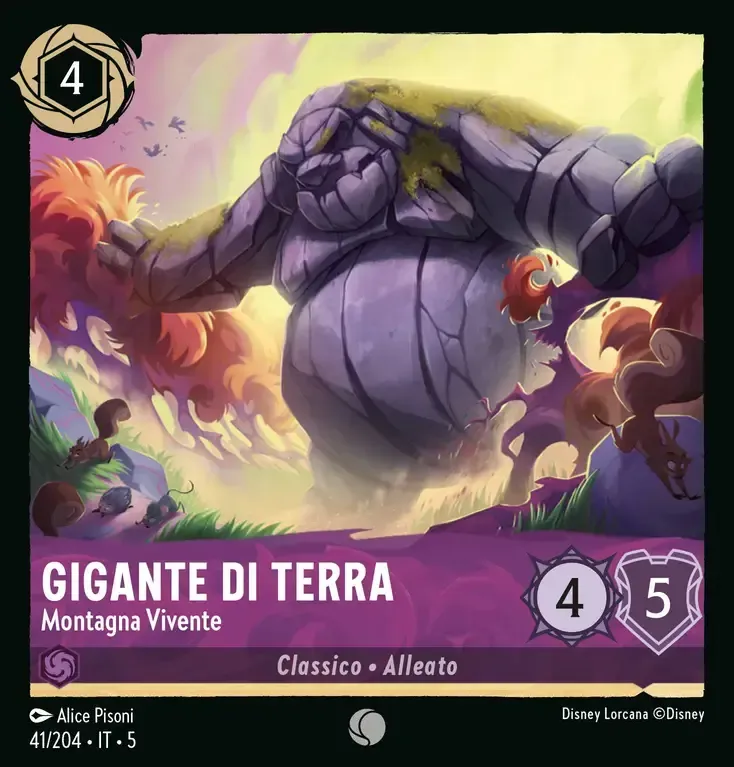 4
GIGANTE DI TERRA
Montagna Vivente
4 5
Classico • Alleato
Alice Pisoni
Disney Lorcana ©Disney
41/204 • IT • 5